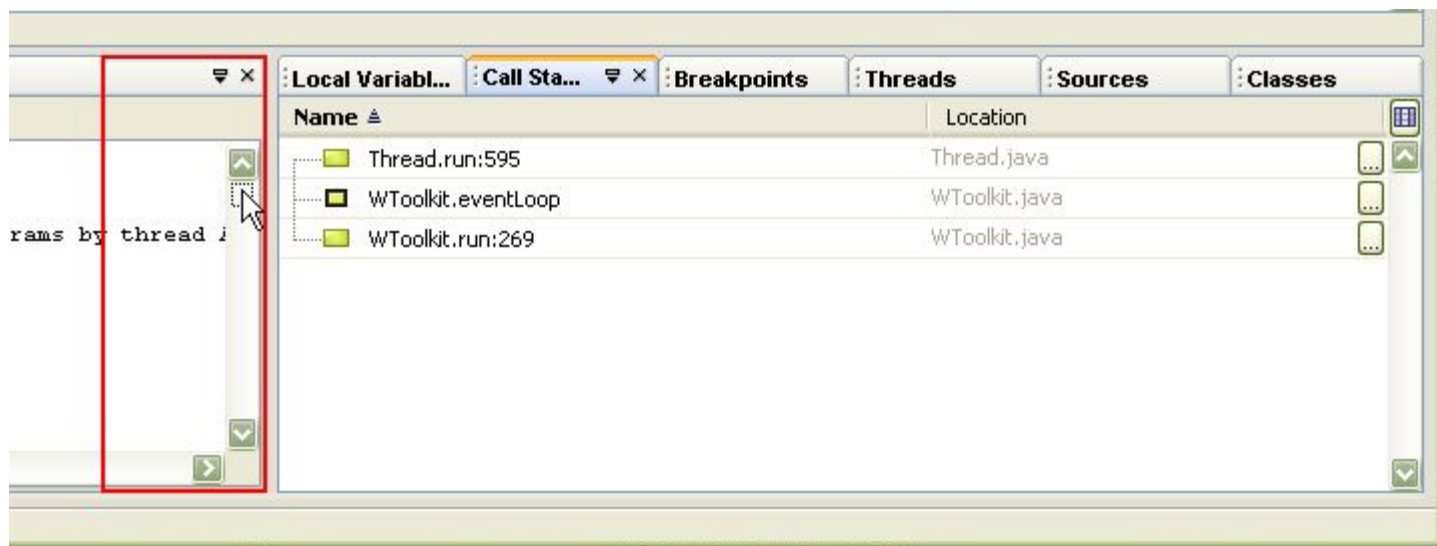 Local Variabl... Call Sta... Breakpoints Threads Sources Classes
Name Location
Thread.run:595 Thread.java ...
WToolkit.eventLoop WToolkit.java ...
rams by thread
WToolkit.run:269 WToolkit.java ...